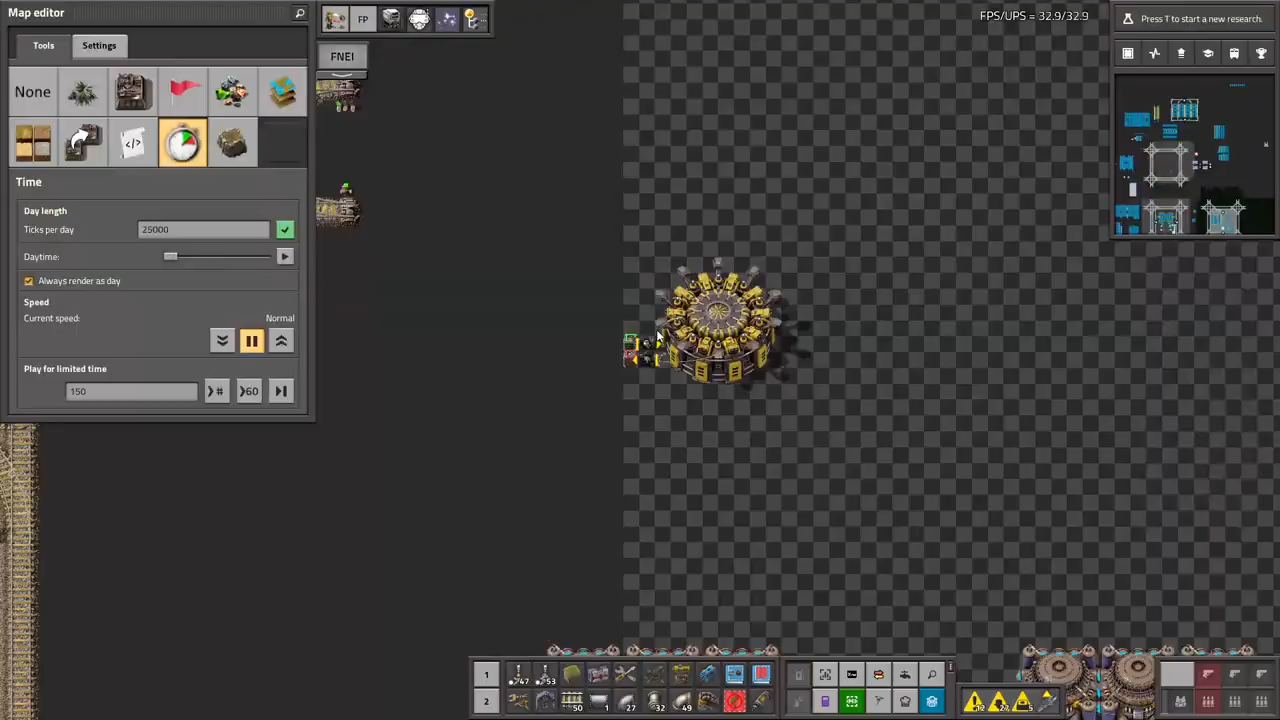 Map editor
Tools
Settings
None
Time
Day length
Ticks per day
25000
Daytime:
Always render as day
Speed
Current speed:
Normal
Play for limited time
150
#
60
FP
FNEI
FPS/UPS = 32.9/32.9
Press T to start a new research.
1
47
53
2
50
1
27
32
49